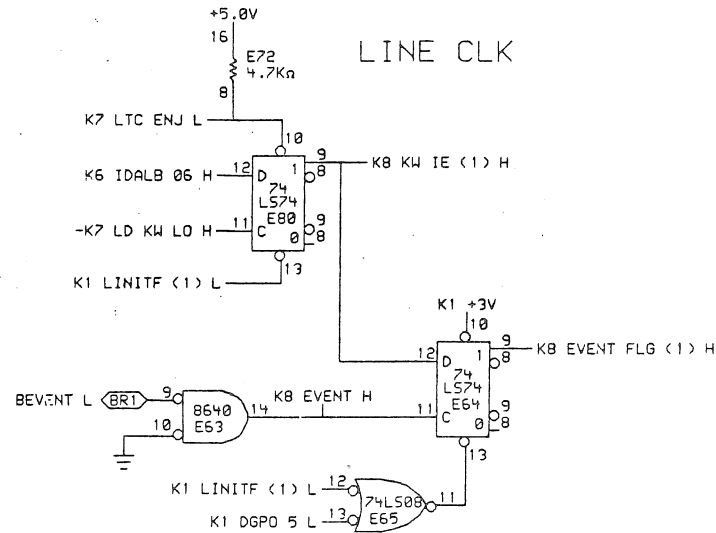 +5.0V
LINE CLK
16
E72
4.7KΩ
8
K7 LTC ENJ L
10
K6 IDALB 06 H
12
D
1
9
8
K8 KW IE (1) H
74
LS74
E80
-K7 LD KW LO H
11
C
0
9
8
13
K1 LINITF (1) L
K1 +3V
10
12
D
1
9
8
K8 EVENT FLG (1) H
74
LS74
E64
BEVENT L
BR1
9
10
8640
E63
14
K8 EVENT H
11
C
0
9
8
13
K1 LINITF (1) L
12
K1 DGPO 5 L
13
74LS08
E65
11